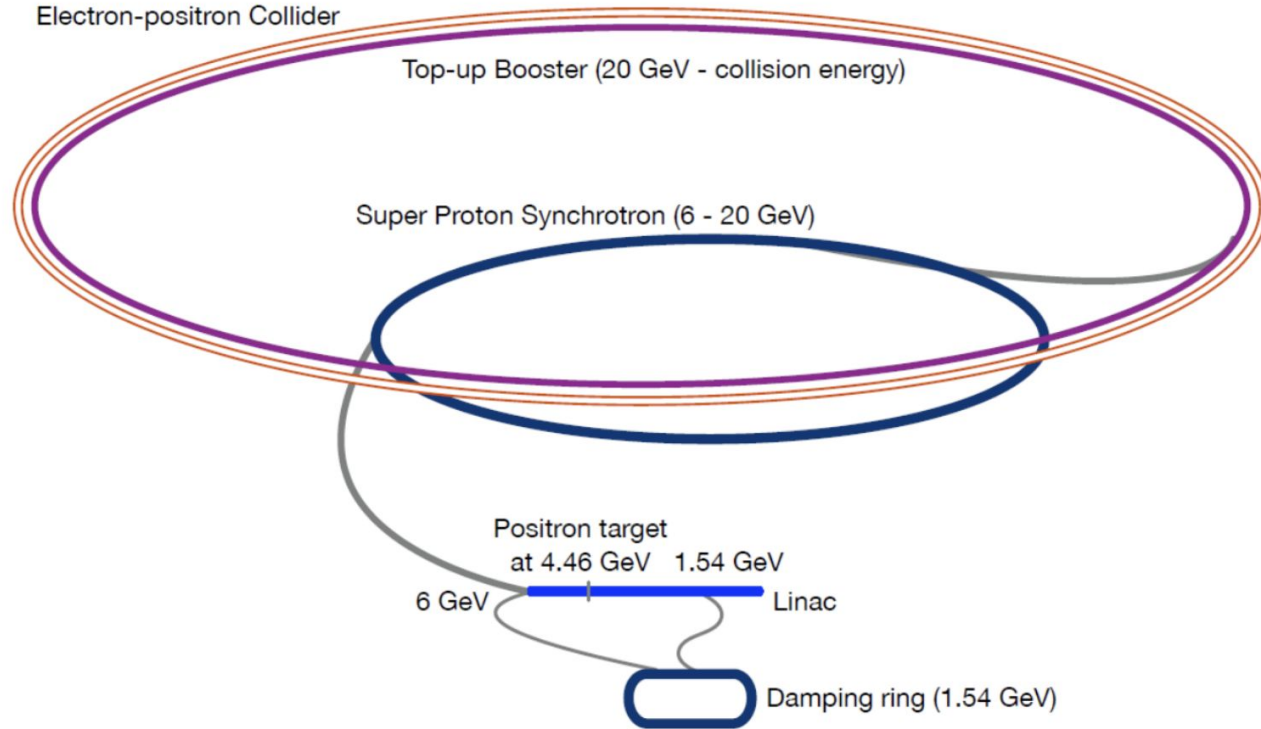 Electron-positron Collider
Top-up Booster (20 GeV - collision energy)
Super Proton Synchrotron (6 - 20 GeV)
Positron target
at 4.46 GeV 1.54 GeV
6 GeV
Linac
Damping ring (1.54 GeV)